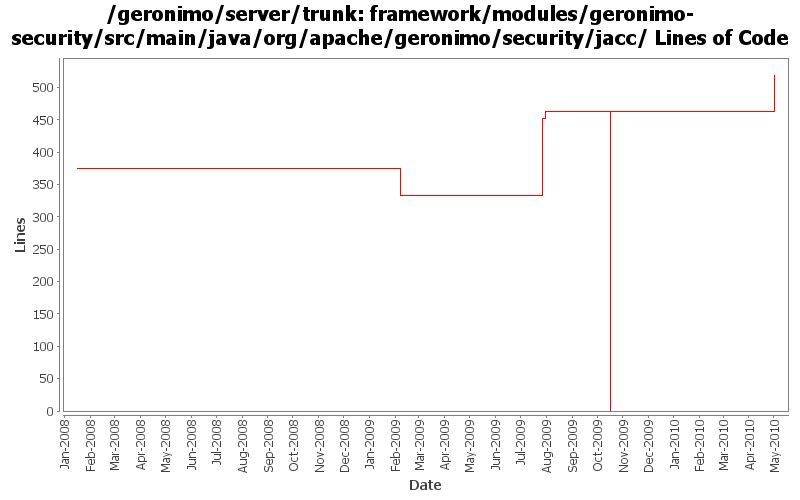 /geronimo/server/trunk: framework/modules/geronimo-
security/src/main/java/org/apache/geronimo/security/jacc/ Lines of Code
500
450
400
350
300
250
200
150
100
50
0
Lines
Jan-2008
Feb-2008
Mar-2008
Apr-2008
May-2008
Jun-2008
Jul-2008
Aug-2008
Sep-2008
Oct-2008
Nov-2008
Dec-2008
Jan-2009
Feb-2009
Mar-2009
Apr-2009
May-2009
Jun-2009
Jul-2009
Aug-2009
Sep-2009
Oct-2009
Nov-2009
Dec-2009
Jan-2010
Feb-2010
Mar-2010
Apr-2010
May-2010
Date